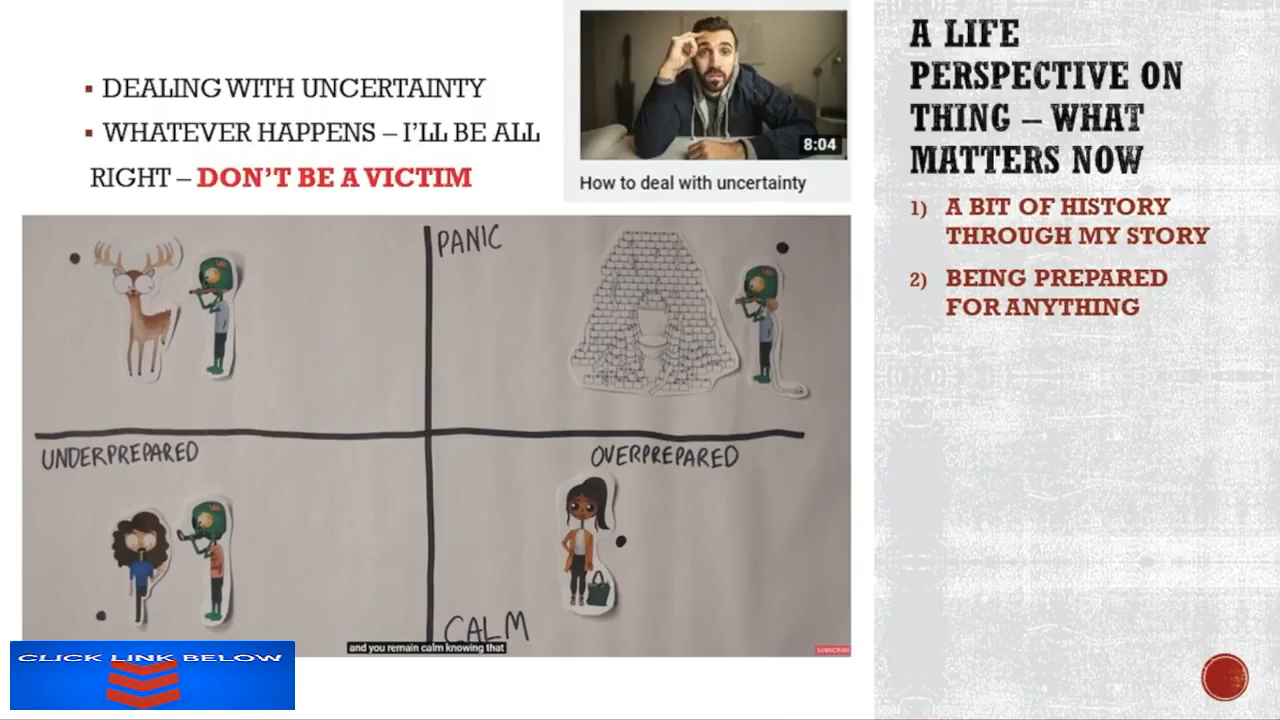 DEALING WITH UNCERTAINTY
WHATEVER HAPPENS – I'LL BE ALL
RIGHT – DON'T BE A VICTIM
8:04
How to deal with uncertainty
PANIC
UNDERPREPARED
OVERPREPARED
CALM
and you remain calm knowing that
SUBSCRIBE
CLICK LINK BELOW
A LIFE
PERSPECTIVE ON
THING – WHAT
MATTERS NOW
1) A BIT OF HISTORY
THROUGH MY STORY
2) BEING PREPARED
FOR ANYTHING